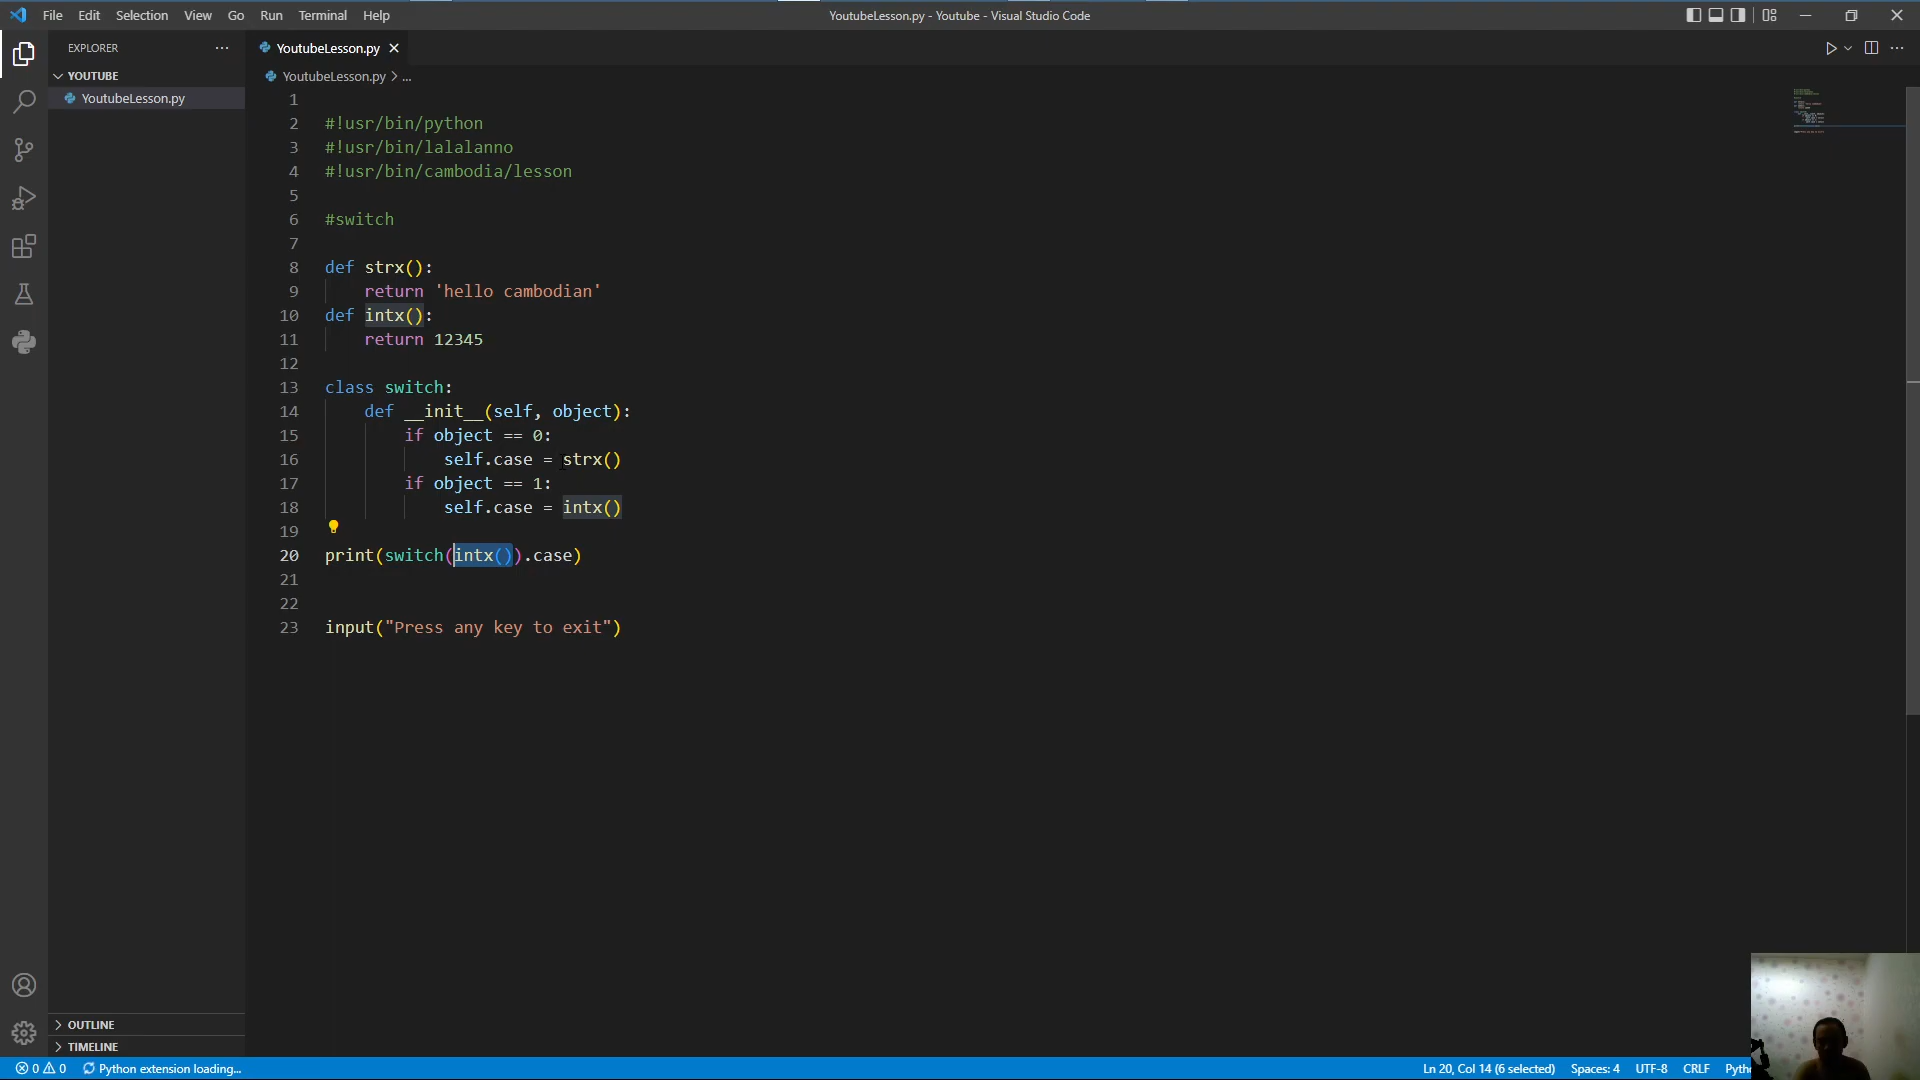 File Edit Selection View Go Run Terminal Help
YoutubeLesson.py - Youtube - Visual Studio Code
EXPLORER
YOUTUBE
YoutubeLesson.py
YoutubeLesson.py
YoutubeLesson.py > ...
1
2 #!usr/bin/python
3 #!usr/bin/lalalanno
4 #!usr/bin/cambodia/lesson
5
6 #switch
7
8 def strx():
9 return 'hello cambodian'
10 def intx():
11 return 12345
12
13 class switch:
14 def __init__(self, object):
15 if object == 0:
16 self.case = strx()
17 if object == 1:
18 self.case = intx()
19
20 print(switch(intx()).case)
21
22
23 input("Press any key to exit")
OUTLINE
TIMELINE
0 0 Python extension loading...
Ln 20, Col 14 (6 selected) Spaces: 4 UTF-8 CRLF